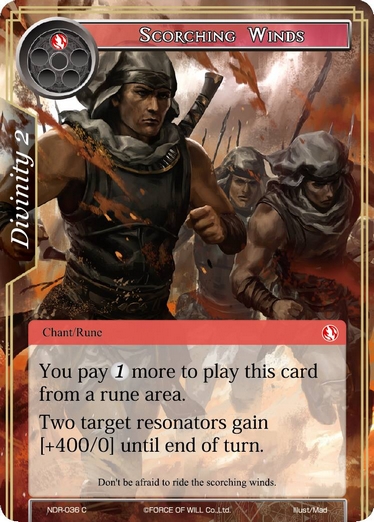 Scorching Winds
Divinity 2
Chant/Rune
You pay 1 more to play this card
from a rune area.
Two target resonators gain
[+400/0] until end of turn.
Don't be afraid to ride the scorching winds.
NDR-036 C ©FORCE OF WILL Co.,Ltd. Illust/Mad